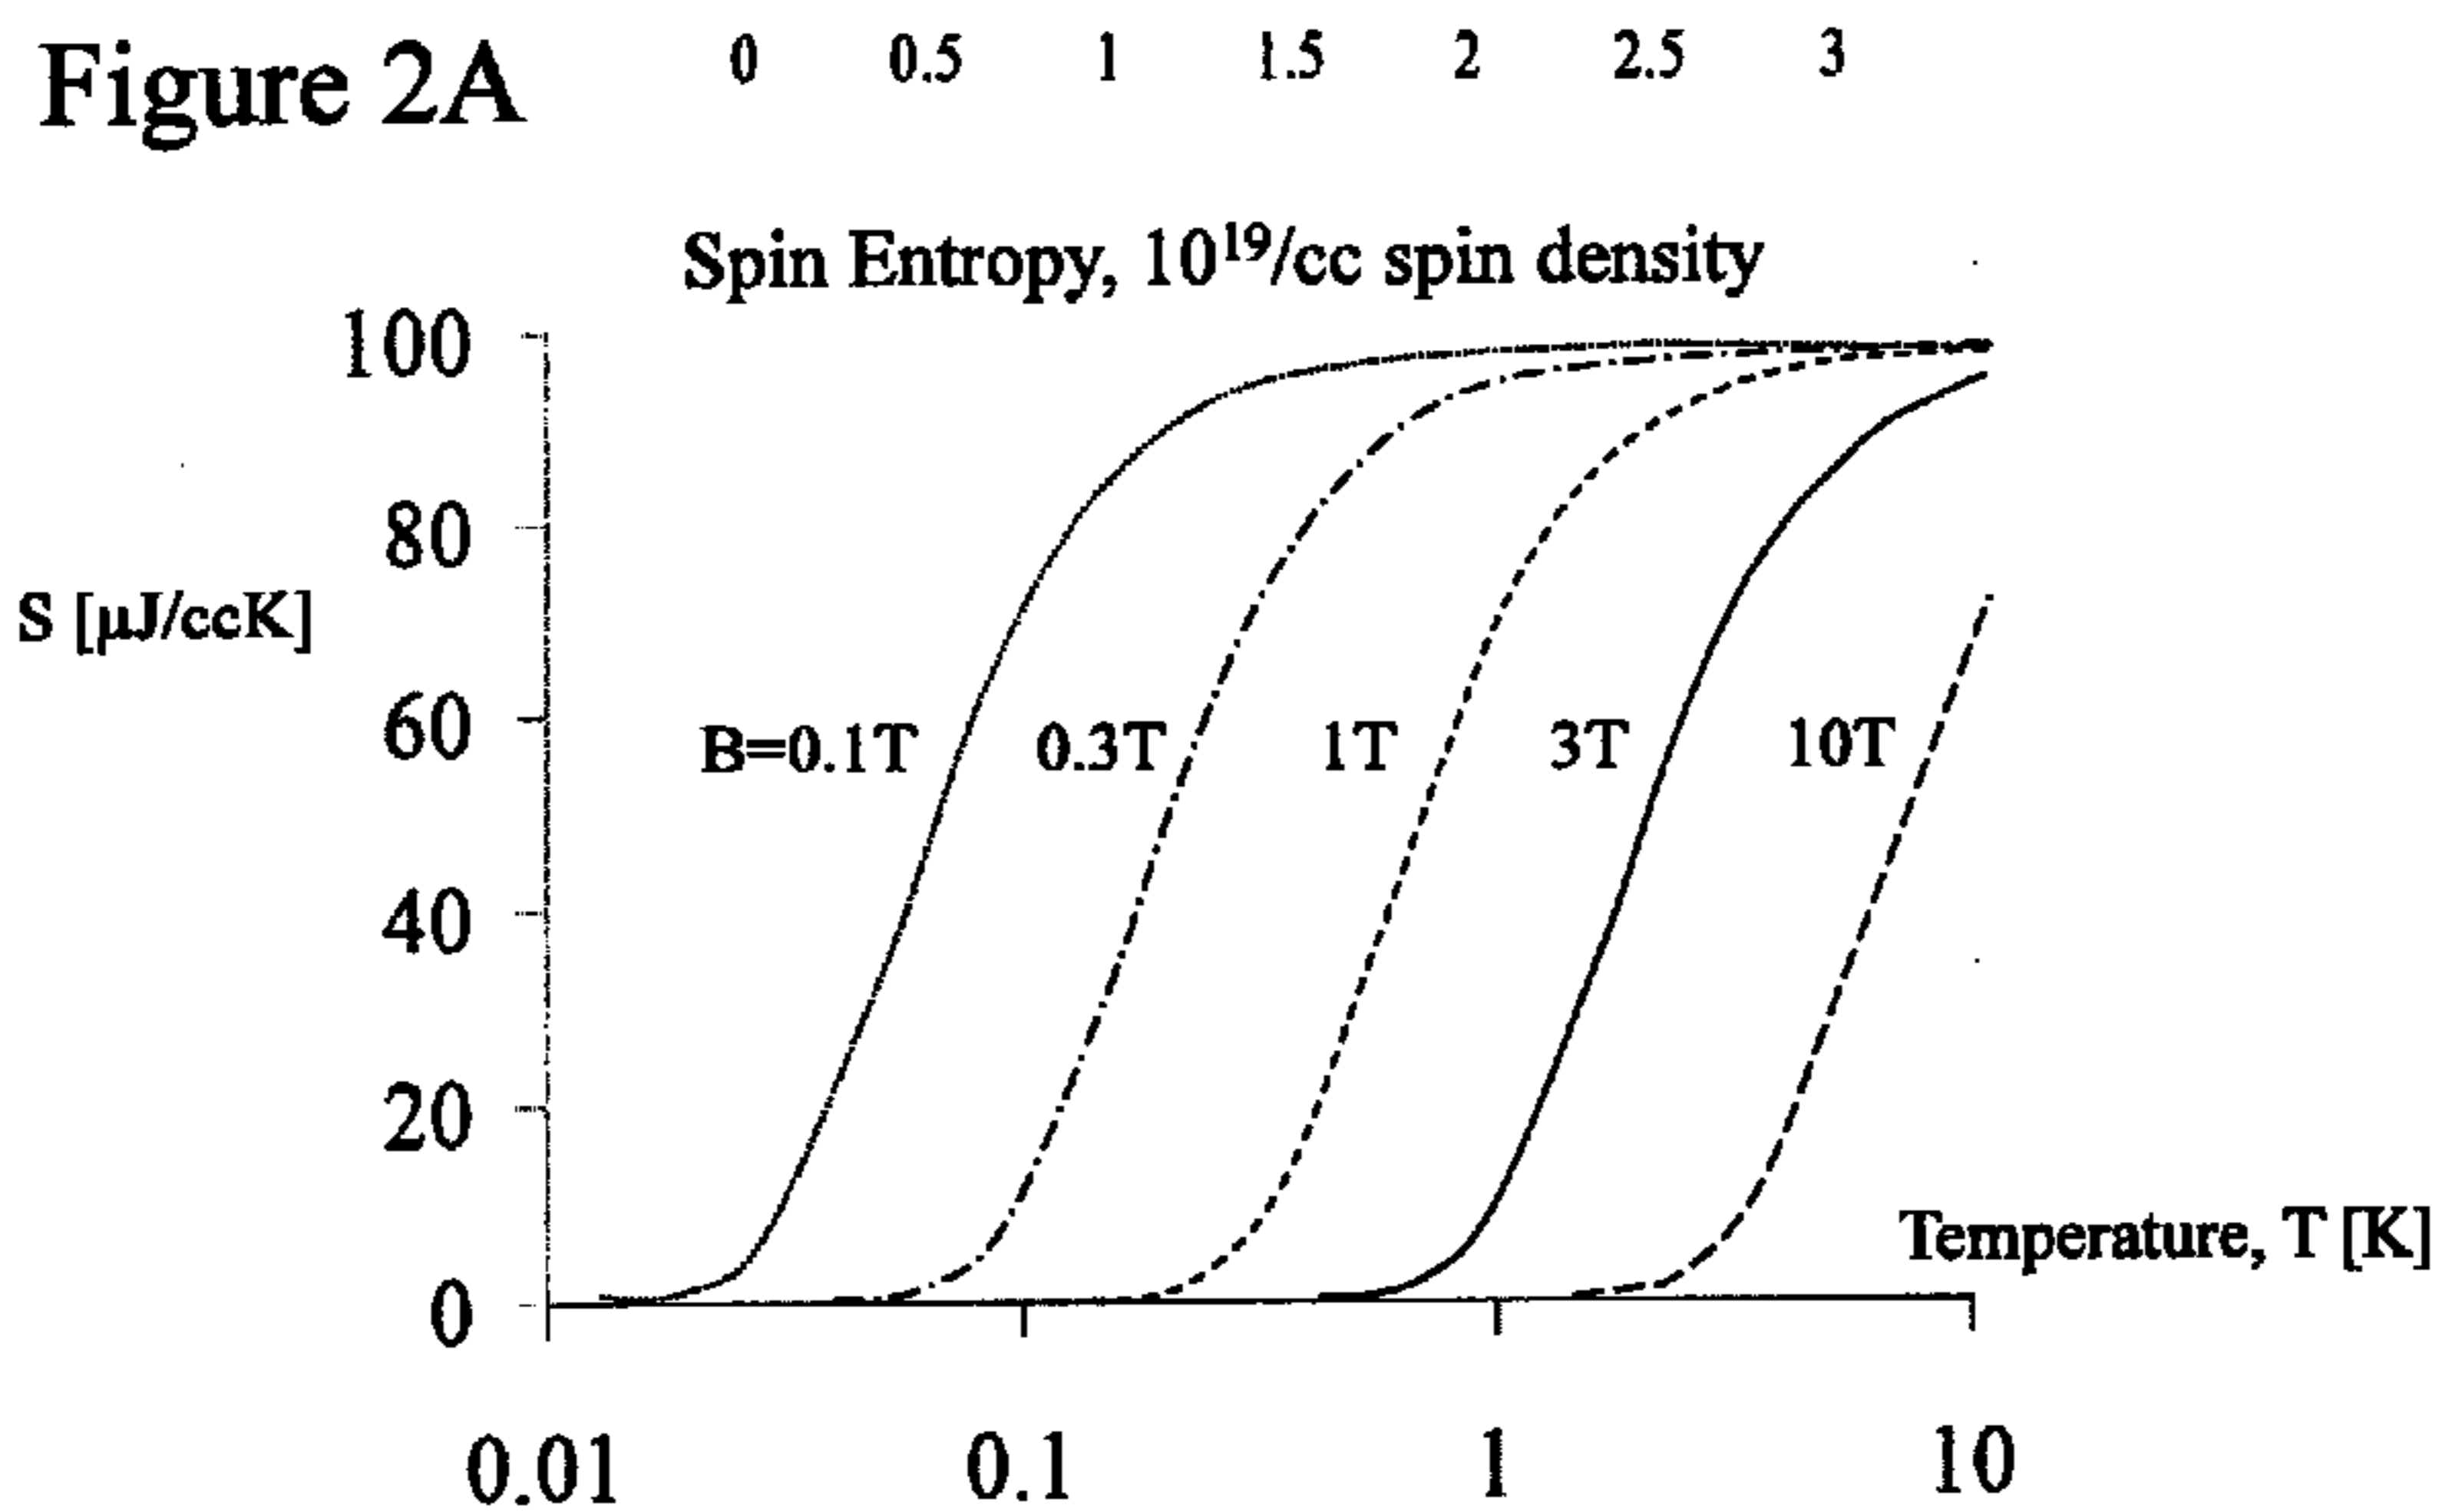 Figure 2A
0 0.5 1 1.5 2 2.5 3
Spin Entropy, 10¹⁹/cc spin density
100
80
S [µJ/ccK]
60
B=0.1T 0.3T 1T 3T 10T
40
20
Temperature, T [K]
0
0.01 0.1 1 10